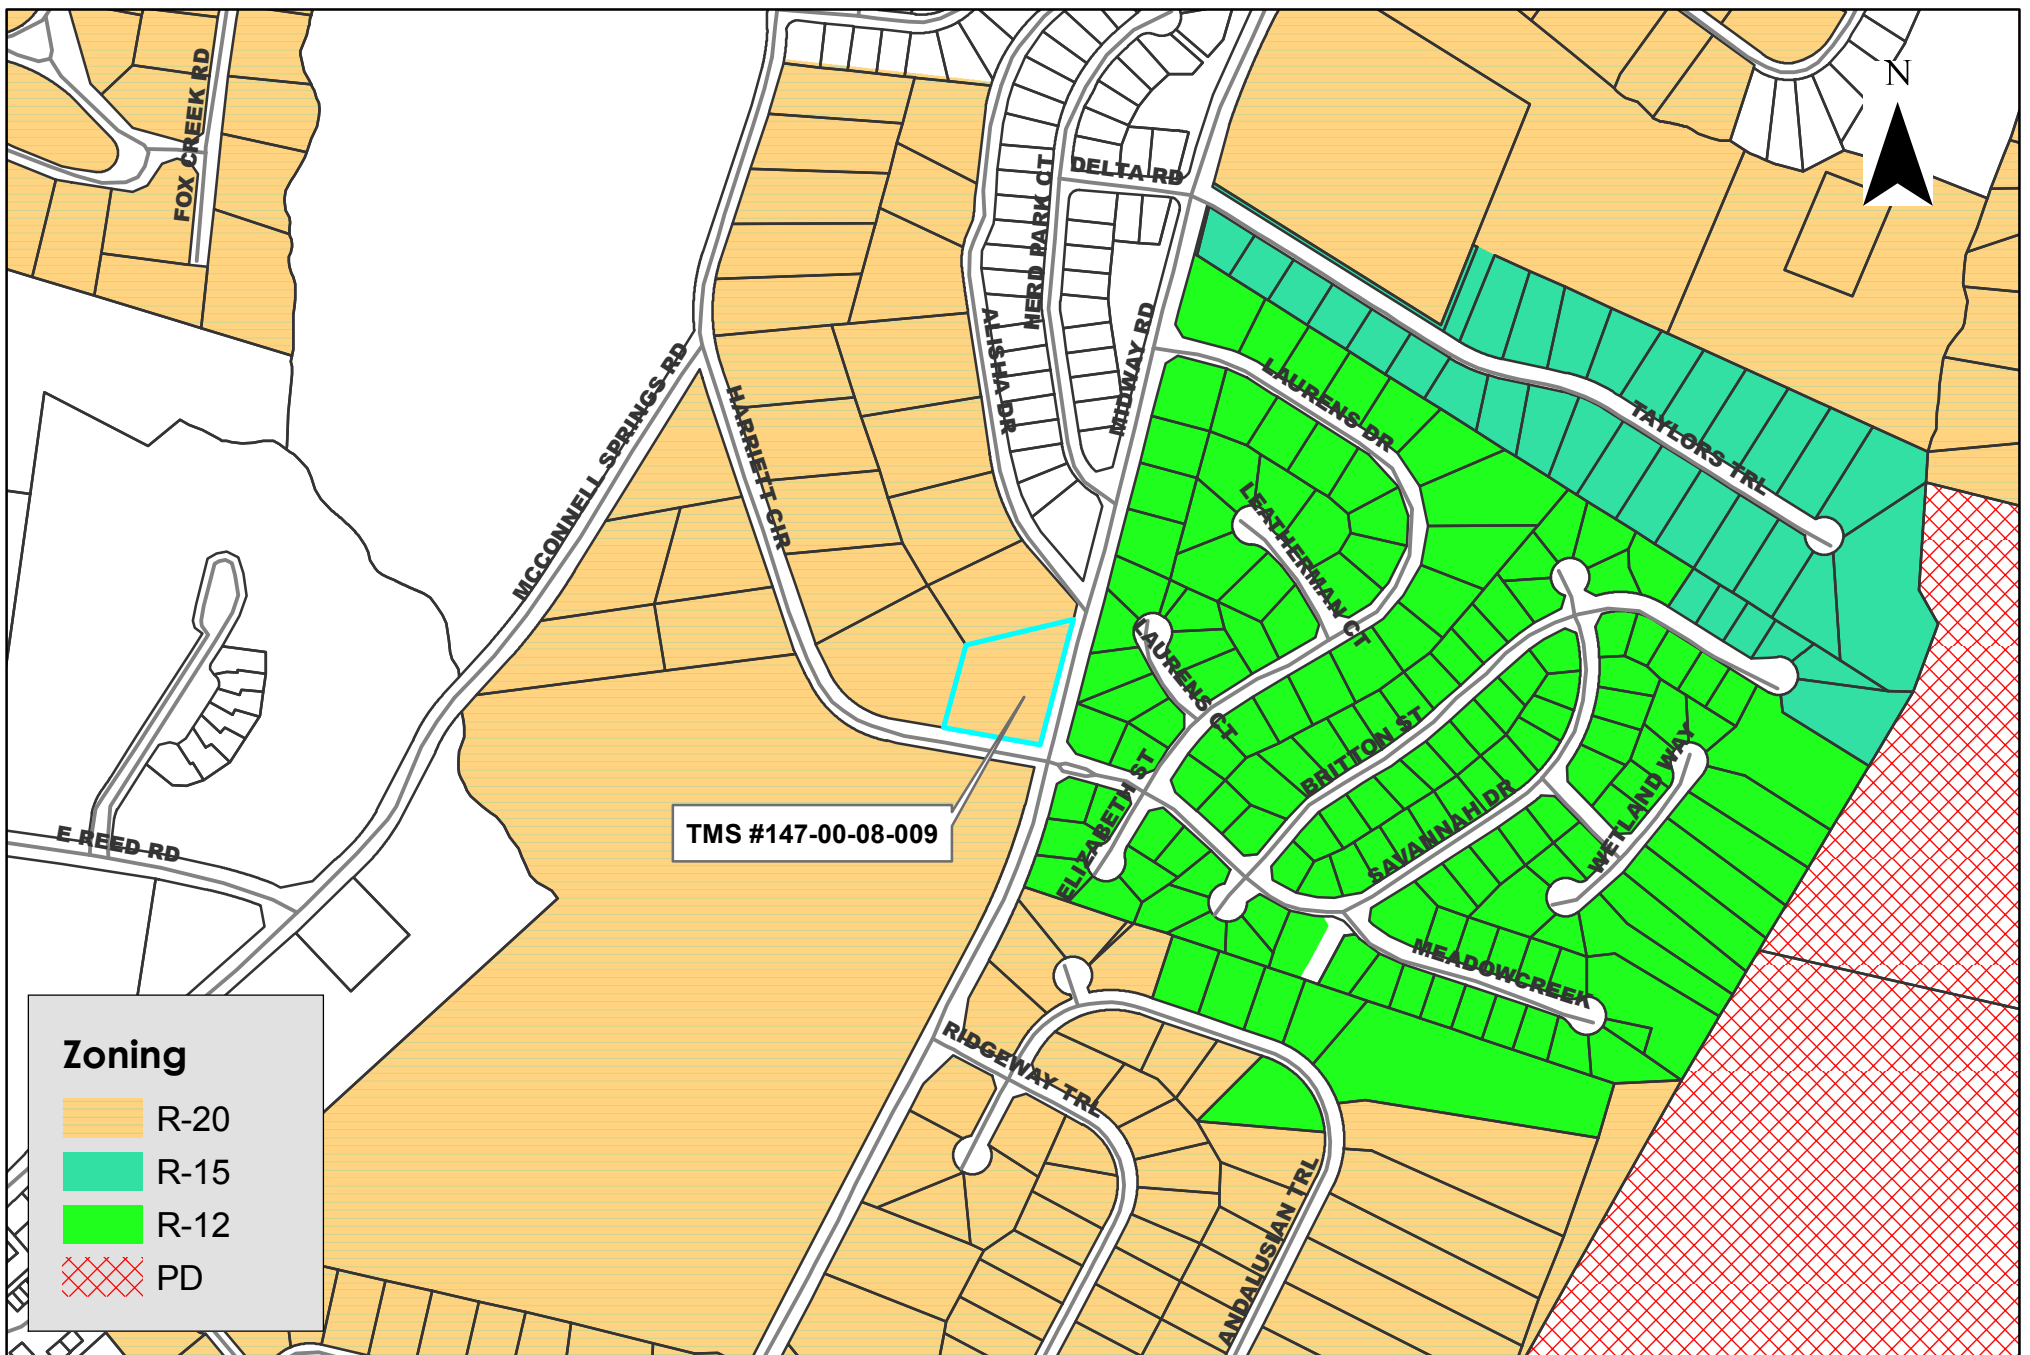 FOX CREEK RD
N
DELTA RD
HERD PARK CT
ALISHA DR
MIDWAY RD
LAURENS DR
TAYLORS TRL
MCCONNELL SPRINGS RD
HARRIETT CIR
LEATHERMAN CT
LAURENS CT
BRITTON ST
WETLAND WAY
SAVANNAH DR
ELIZABETH ST
TMS #147-00-08-009
E REED RD
MEADOWCREEK
RIDGEWAY TRL
ANDALUSIAN TRL
Zoning
R-20
R-15
R-12
PD